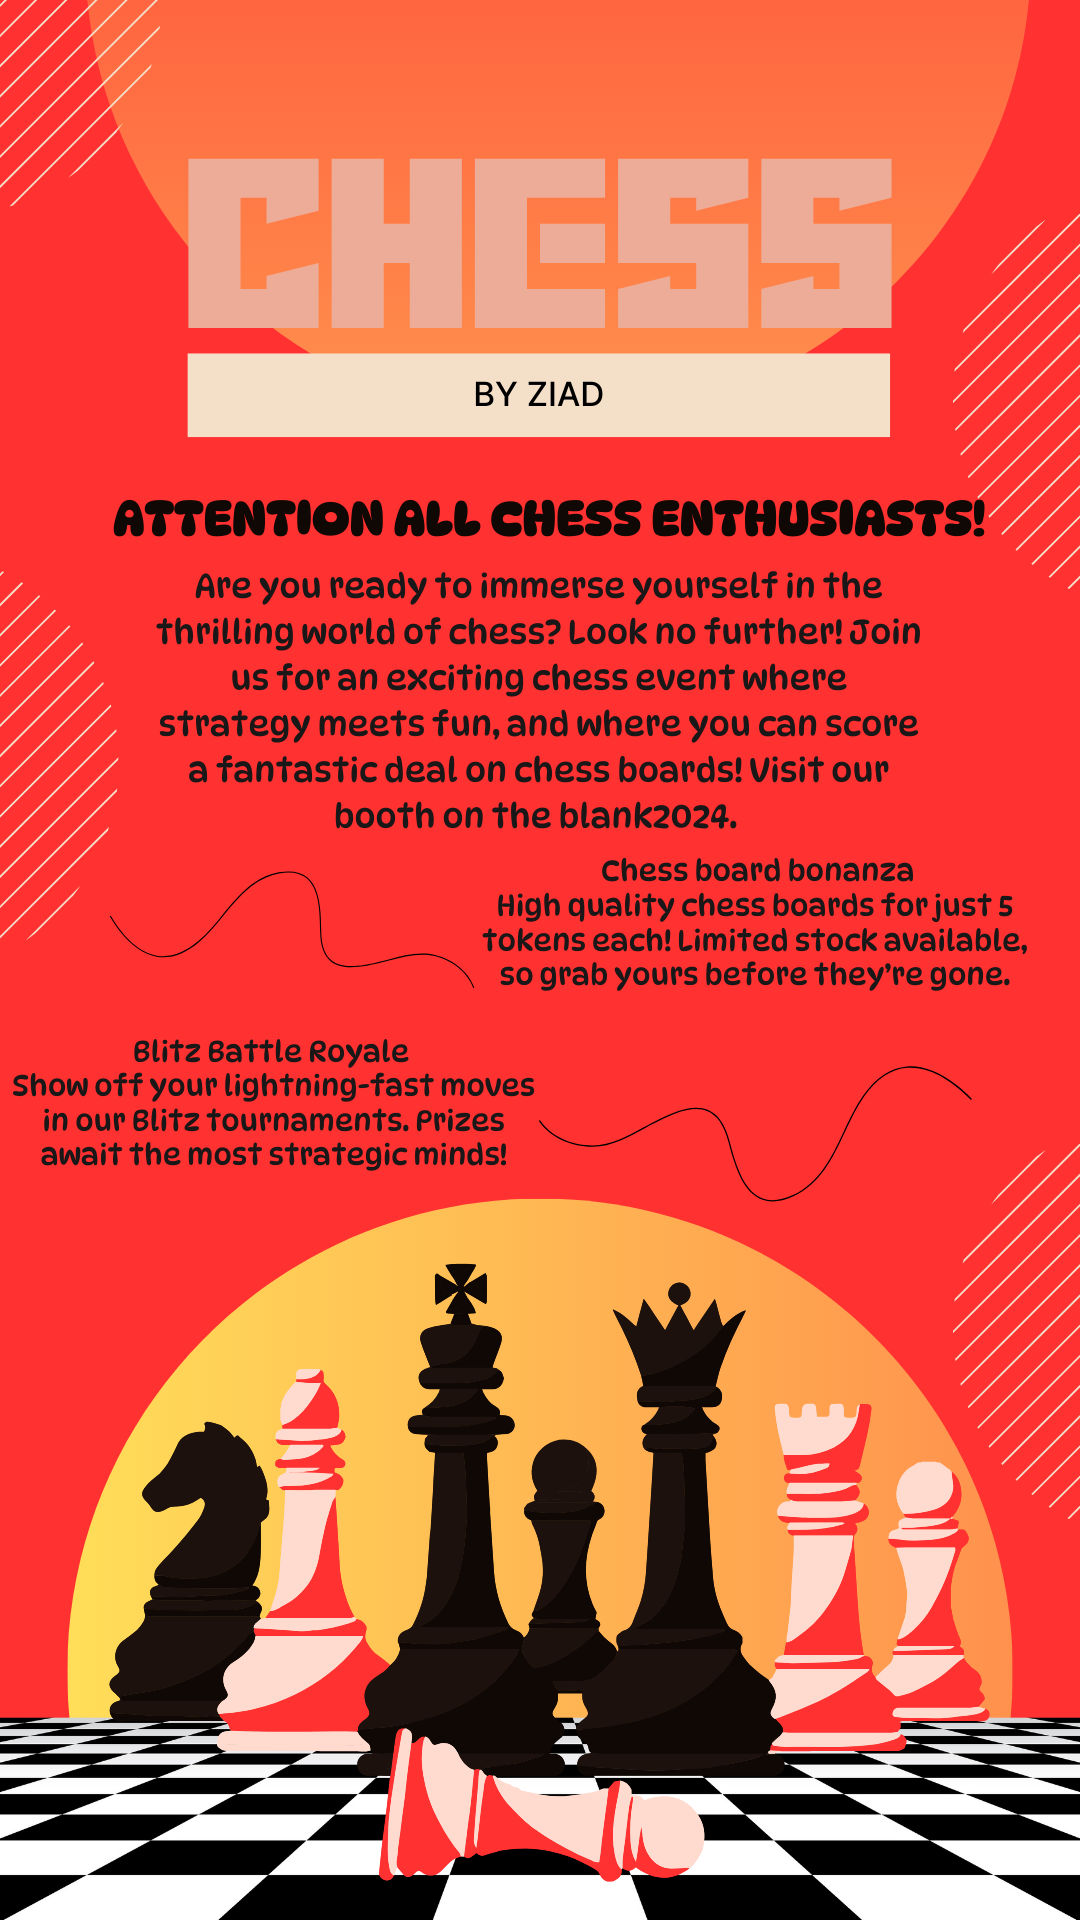 CHESS
BY ZIAD
ATTENTION ALL CHESS ENTHUSIASTS!
Are you ready to immerse yourself in the
thrilling world of chess? Look no further! Join
us for an exciting chess event where
strategy meets fun, and where you can score
a fantastic deal on chess boards! Visit our
booth on the blank2024.
Chess board bonanza
High quality chess boards for just 5
tokens each! Limited stock available,
so grab yours before they’re gone.
Blitz Battle Royale
Show off your lightning-fast moves
in our Blitz tournaments. Prizes
await the most strategic minds!